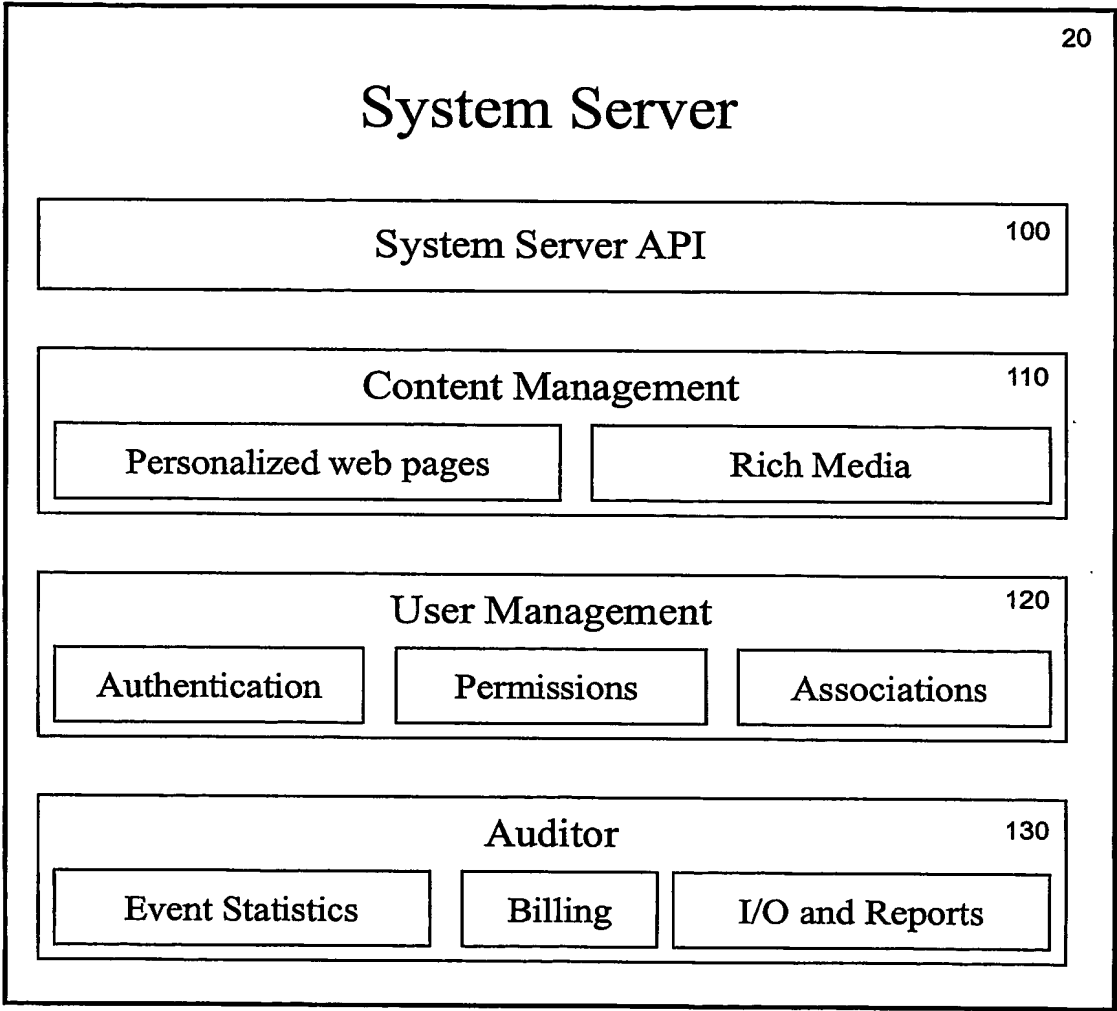 20
System Server
System Server API 100
Content Management 110
Personalized web pages Rich Media
User Management 120
Authentication Permissions Associations
Auditor 130
Event Statistics Billing I/O and Reports